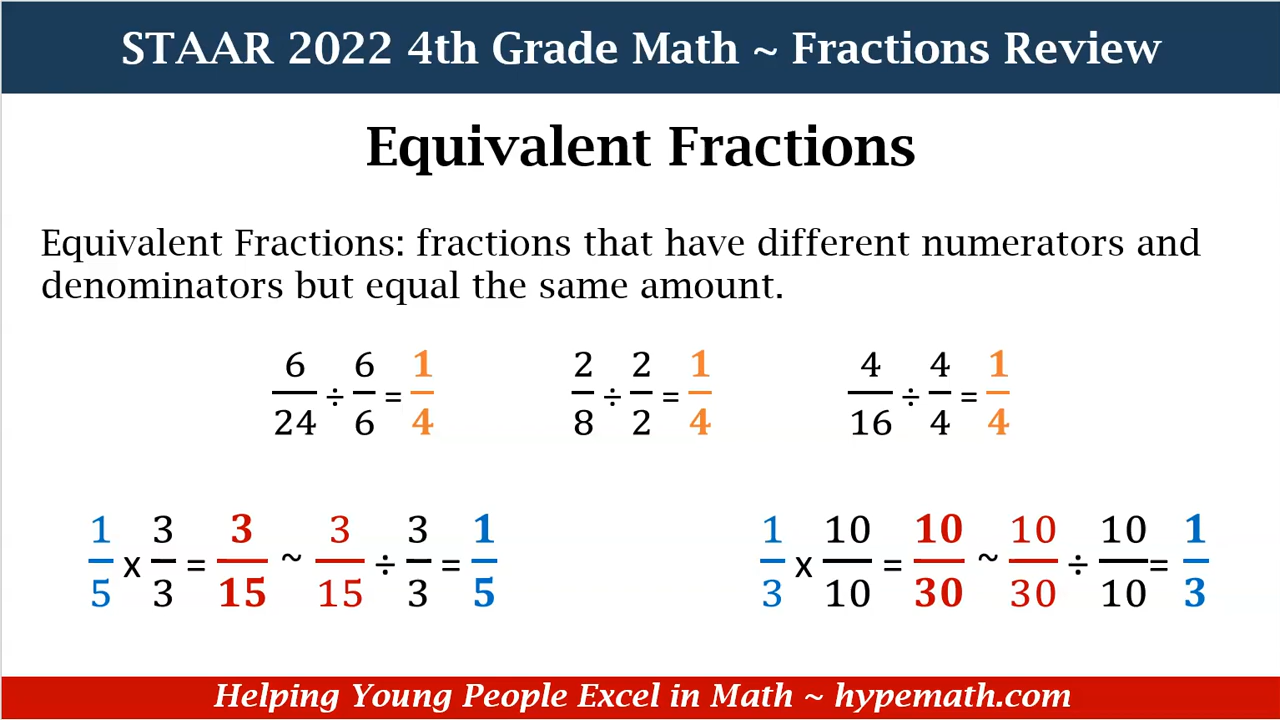 STAAR 2022 4th Grade Math ~ Fractions Review
Equivalent Fractions
Equivalent Fractions: fractions that have different numerators and
denominators but equal the same amount.
6/24 ÷ 6/6 = 1/4 2/8 ÷ 2/2 = 1/4 4/16 ÷ 4/4 = 1/4
1/5 x 3/3 = 3/15 ~ 3/15 ÷ 3/3 = 1/5 1/3 x 10/10 = 10/30 ~ 10/30 ÷ 10/10 = 1/3
Helping Young People Excel in Math ~ hypemath.com